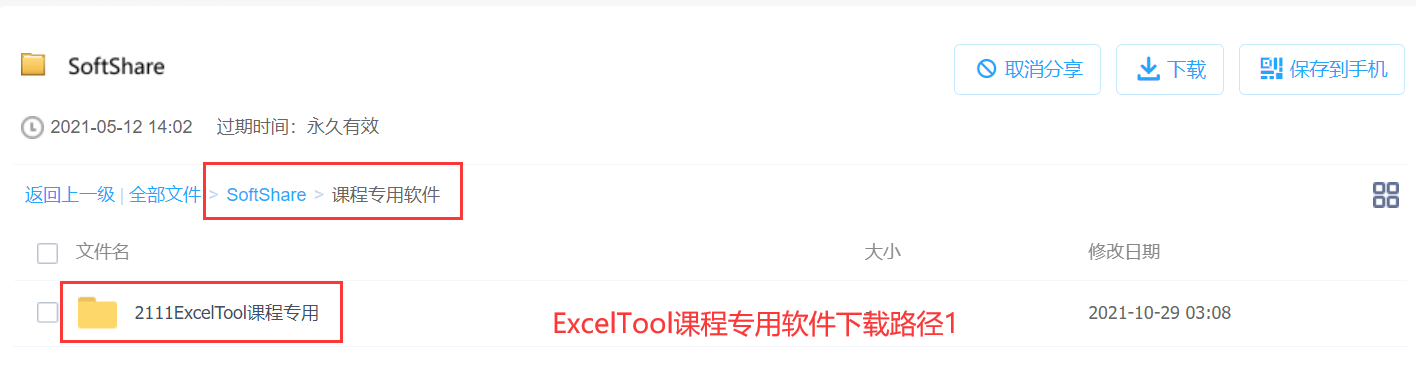 SoftShare
取消分享 下载 保存到手机
2021-05-12 14:02 过期时间：永久有效
返回上一级 | 全部文件 > SoftShare > 课程专用软件
文件名 大小 修改日期
2111ExcelTool课程专用 2021-10-29 03:08
ExcelTool课程专用软件下载路径1